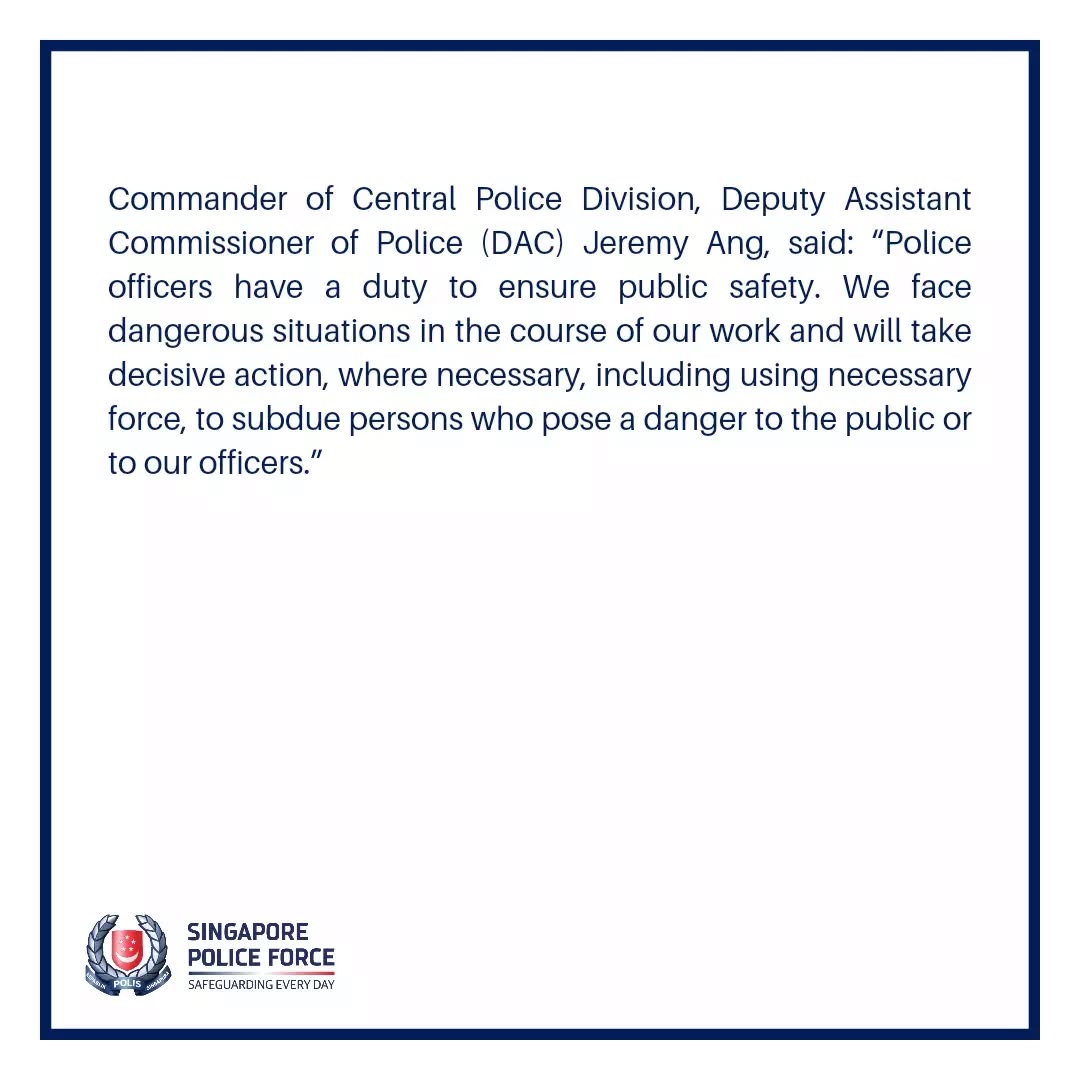 Commander of Central Police Division, Deputy Assistant
Commissioner of Police (DAC) Jeremy Ang, said: “Police
officers have a duty to ensure public safety. We face
dangerous situations in the course of our work and will take
decisive action, where necessary, including using necessary
force, to subdue persons who pose a danger to the public or
to our officers.”
SINGAPORE
POLICE FORCE
SAFEGUARDING EVERY DAY
POLIS